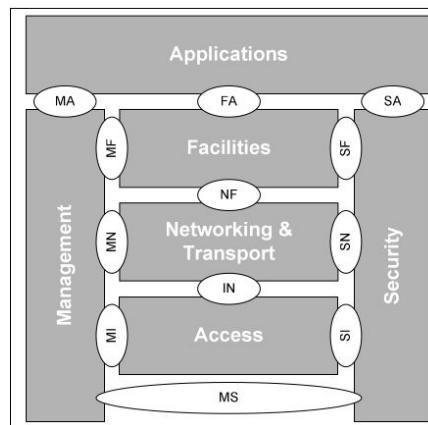 Applications
MA
FA
SA
MF
Facilities
SF
NF
Management
MN
Networking &
Transport
SN
Security
IN
MI
Access
SI
MS